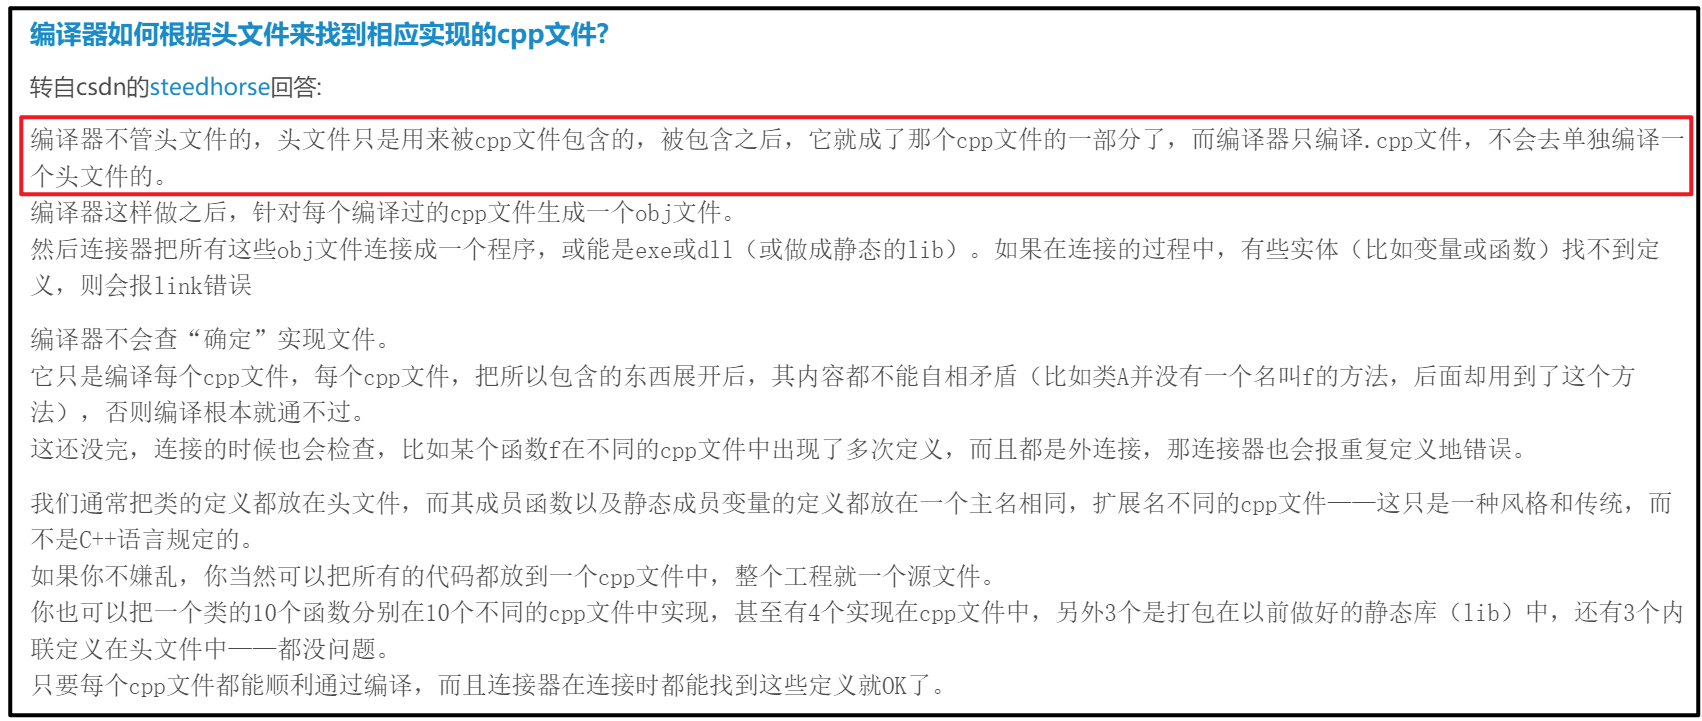 编译器如何根据头文件来找到相应实现的cpp文件?
转自csdn的steedhorse回答:
编译器不管头文件的，头文件只是用来被cpp文件包含的，被包含之后，它就成了那个cpp文件的一部分了，而编译器只编译.cpp文件，不会去单独编译一
个头文件的。
编译器这样做之后，针对每个编译过的cpp文件生成一个obj文件。
然后连接器把所有这些obj文件连接成一个程序，或能是exe或dll（或做成静态的lib）。如果在连接的过程中，有些实体（比如变量或函数）找不到定
义，则会报link错误
编译器不会查“确定”实现文件。
它只是编译每个cpp文件，每个cpp文件，把所以包含的东西展开后，其内容都不能自相矛盾（比如类A并没有一个名叫f的方法，后面却用到了这个方
法），否则编译根本就通不过。
这还没完，连接的时候也会检查，比如某个函数f在不同的cpp文件中出现了多次定义，而且都是外连接，那连接器也会报重复定义地错误。
我们通常把类的定义都放在头文件，而其成员函数以及静态成员变量的定义都放在一个主名相同，扩展名不同的cpp文件——这只是一种风格和传统，而
不是C++语言规定的。
如果你不嫌乱，你当然可以把所有的代码都放到一个cpp文件中，整个工程就一个源文件。
你也可以把一个类的10个函数分别在10个不同的cpp文件中实现，甚至有4个实现在cpp文件中，另外3个是打包在以前做好的静态库（lib）中，还有3个内
联定义在头文件中——都没问题。
只要每个cpp文件都能顺利通过编译，而且连接器在连接时都能找到这些定义就OK了。